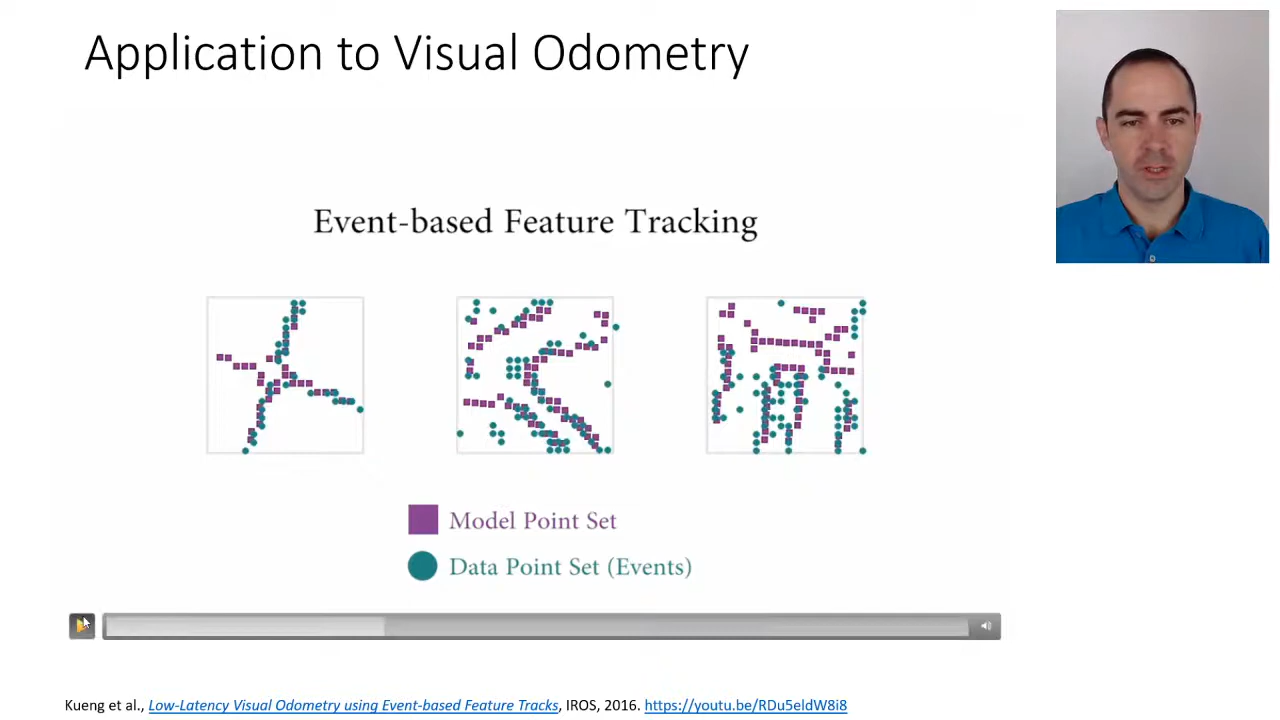 Application to Visual Odometry
Event-based Feature Tracking
Model Point Set
Data Point Set (Events)
Kueng et al., Low-Latency Visual Odometry using Event-based Feature Tracks, IROS, 2016. https://youtu.be/RDu5eldW8i8